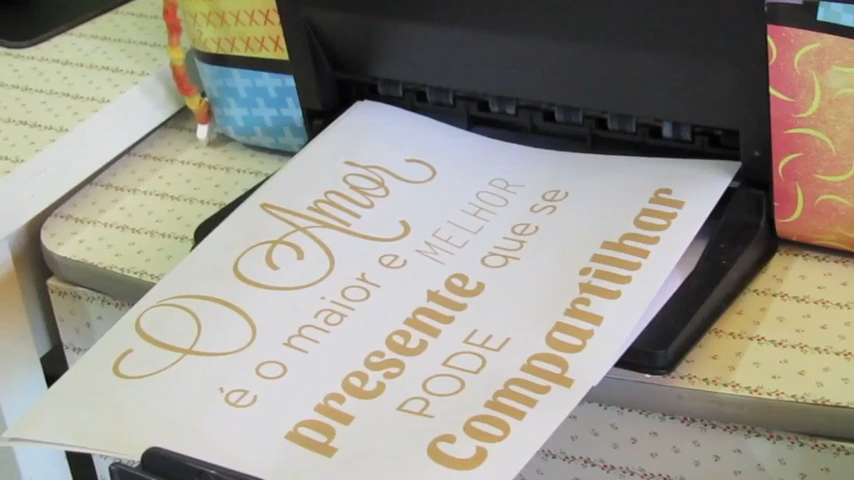 O Amor
é o maior e MELHOR
presente que se
PODE
Compartilhar